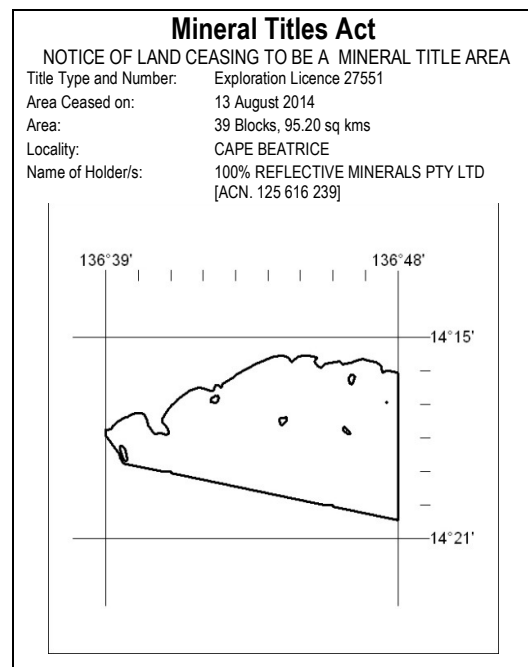 Mineral Titles Act
NOTICE OF LAND CEASING TO BE A MINERAL TITLE AREA
Title Type and Number: Exploration Licence 27551
Area Ceased on: 13 August 2014
Area: 39 Blocks, 95.20 sq kms
Locality: CAPE BEATRICE
Name of Holder/s: 100% REFLECTIVE MINERALS PTY LTD
[ACN. 125 616 239]
136°39' 136°48'
14°15'
14°21'